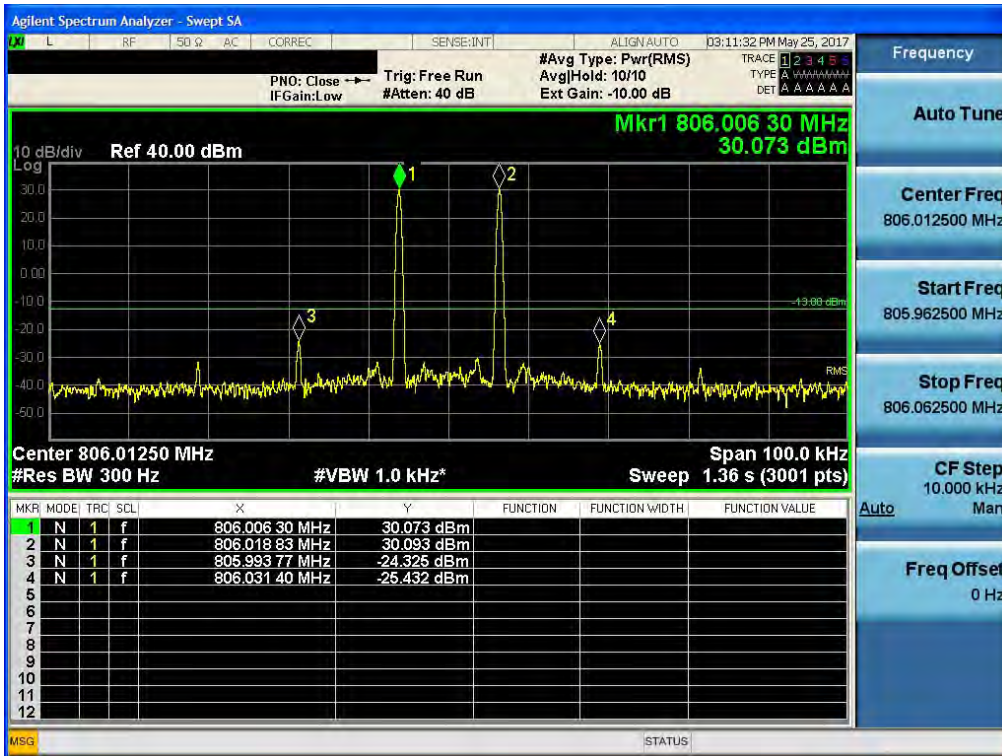 Agilent Spectrum Analyzer - Swept SA
LXI L RF 50 Ω AC CORREC SENSE:INT ALIGN AUTO 03:11:32 PM May 25, 2017
PNO: Close Trig: Free Run #Avg Type: Pwr(RMS) TRACE 1 2 3 4 5 6
IFGain:Low #Atten: 40 dB Avg|Hold: 10/10 TYPE A
Ext Gain: -10.00 dB DET A A A A A A
Mkr1 806.006 30 MHz
30.073 dBm
10 dB/div Ref 40.00 dBm
Log
30.0
20.0
10.0
0.00
-10.0
-20.0
-30.0
-40.0
-50.0
1
2
3
4
-13.00 dBm
RMS
Center 806.01250 MHz Span 100.0 kHz
#Res BW 300 Hz #VBW 1.0 kHz* Sweep 1.36 s (3001 pts)
MKR MODE TRC SCL X Y FUNCTION FUNCTION WIDTH FUNCTION VALUE
1 N 1 f 806.006 30 MHz 30.073 dBm
2 N 1 f 806.018 83 MHz 30.093 dBm
3 N 1 f 805.993 77 MHz -24.325 dBm
4 N 1 f 806.031 40 MHz -25.432 dBm
5
6
7
8
9
10
11
12
MSG STATUS
Frequency
Auto Tune
Center Freq
806.012500 MHz
Start Freq
805.962500 MHz
Stop Freq
806.062500 MHz
CF Step
10.000 kHz
Auto Man
Freq Offset
0 Hz